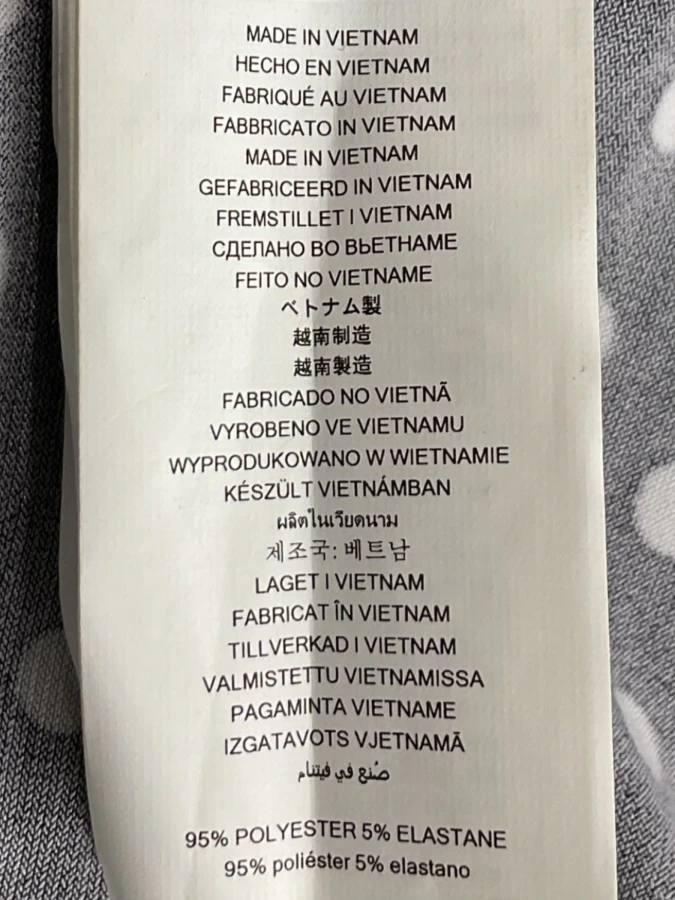 MADE IN VIETNAM
HECHO EN VIETNAM
FABRIQUÉ AU VIETNAM
FABBRICATO IN VIETNAM
MADE IN VIETNAM
GEFABRICEERD IN VIETNAM
FREMSTILLET I VIETNAM
СДЕЛАНО ВО ВЬЕТНАМЕ
FEITO NO VIETNAME
ベトナム製
越南制造
越南製造
FABRICADO NO VIETNÃ
VYROBENO VE VIETNAMU
WYPRODUKOWANO W WIETNAMIE
KÉSZÜLT VIETNÁMBAN
ผลิตในเวียดนาม
제조국: 베트남
LAGET I VIETNAM
FABRICAT ÎN VIETNAM
TILLVERKAD I VIETNAM
VALMISTETTU VIETNAMISSA
PAGAMINTA VIETNAME
IZGATAVOTS VJETNAMĀ
صُنع في فيتنام
95% POLYESTER 5% ELASTANE
95% poliéster 5% elastano